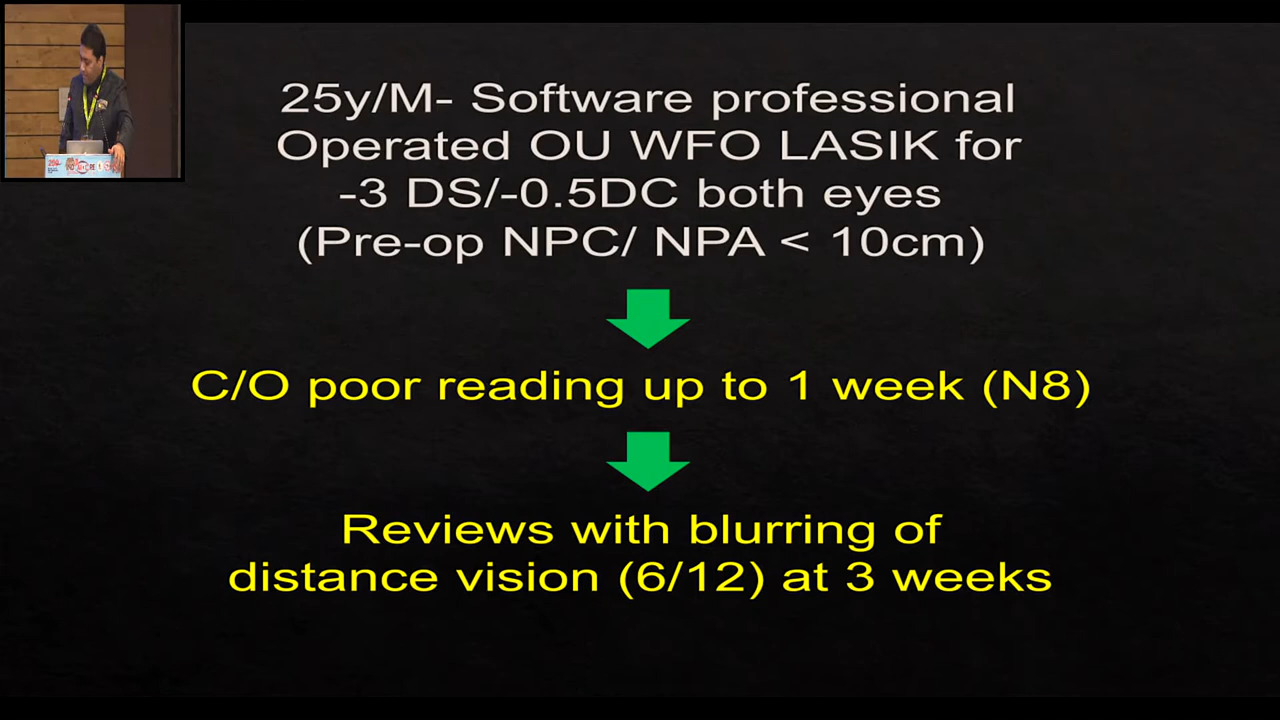 25y/M- Software professional
Operated OU WFO LASIK for
-3 DS/-0.5DC both eyes
(Pre-op NPC/ NPA < 10cm)
C/O poor reading up to 1 week (N8)
Reviews with blurring of
distance vision (6/12) at 3 weeks